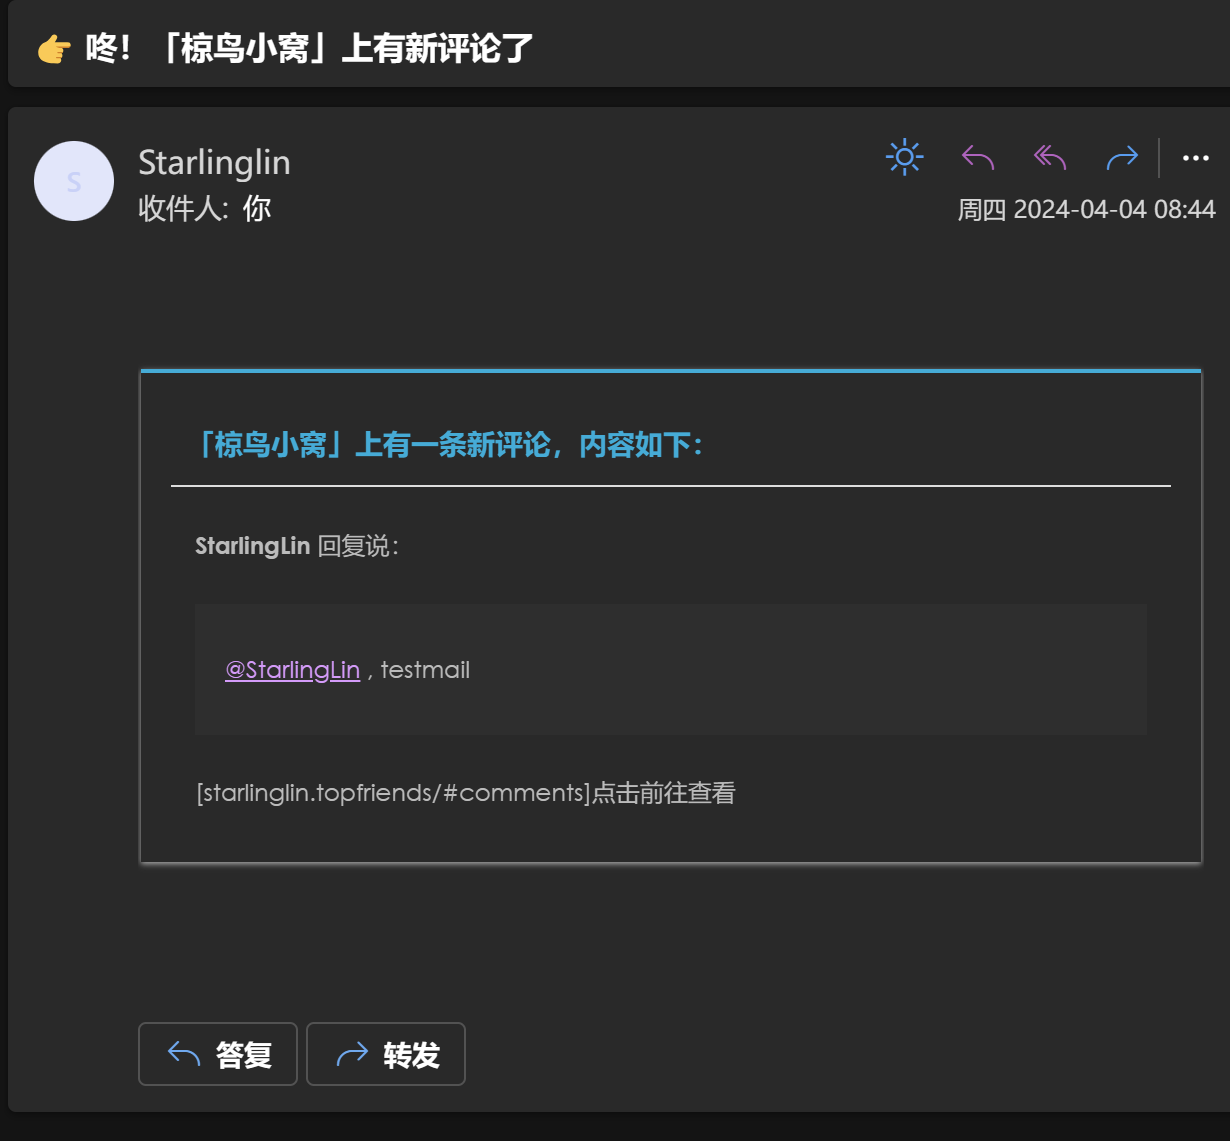 👉 咚！「椋鸟小窝」上有新评论了
S
Starlinglin
收件人: 你
周四 2024-04-04 08:44
「椋鸟小窝」上有一条新评论，内容如下：
StarlingLin 回复说：
@StarlingLin , testmail
[starlinglin.topfriends/#comments]点击前往查看
答复
转发